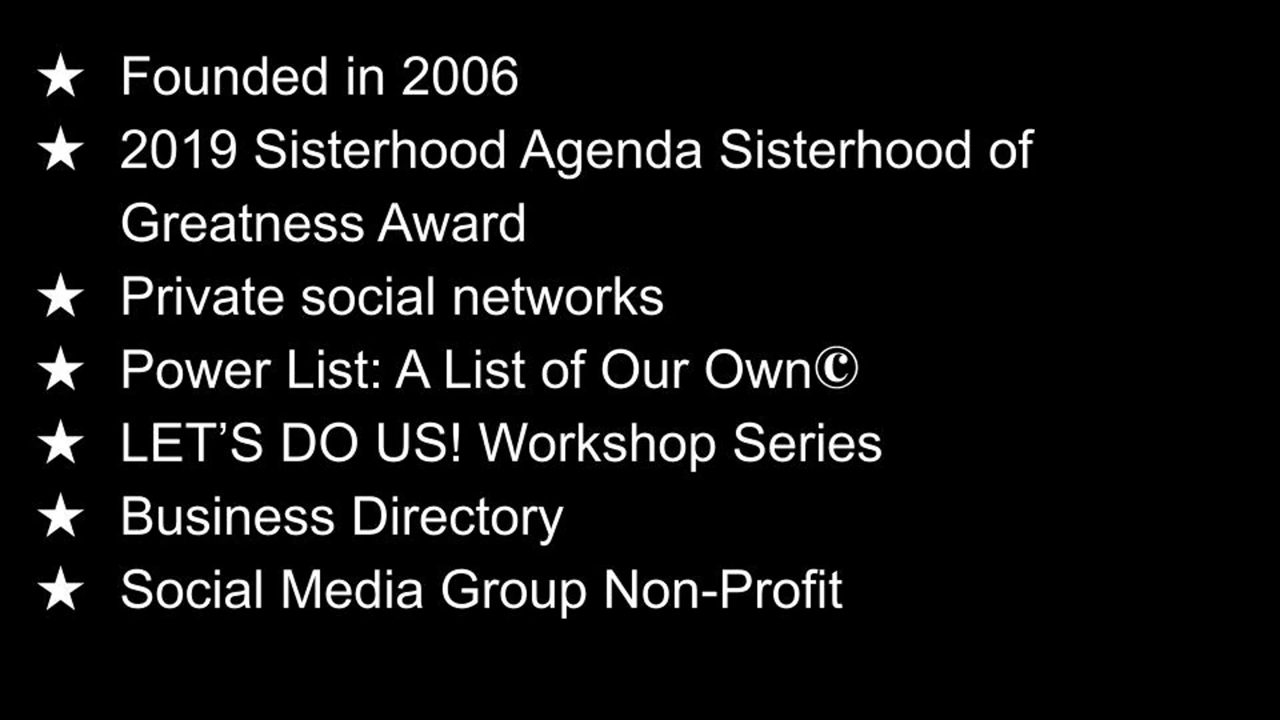 ★ Founded in 2006
★ 2019 Sisterhood Agenda Sisterhood of
Greatness Award
★ Private social networks
★ Power List: A List of Our Own©
★ LET’S DO US! Workshop Series
★ Business Directory
★ Social Media Group Non-Profit